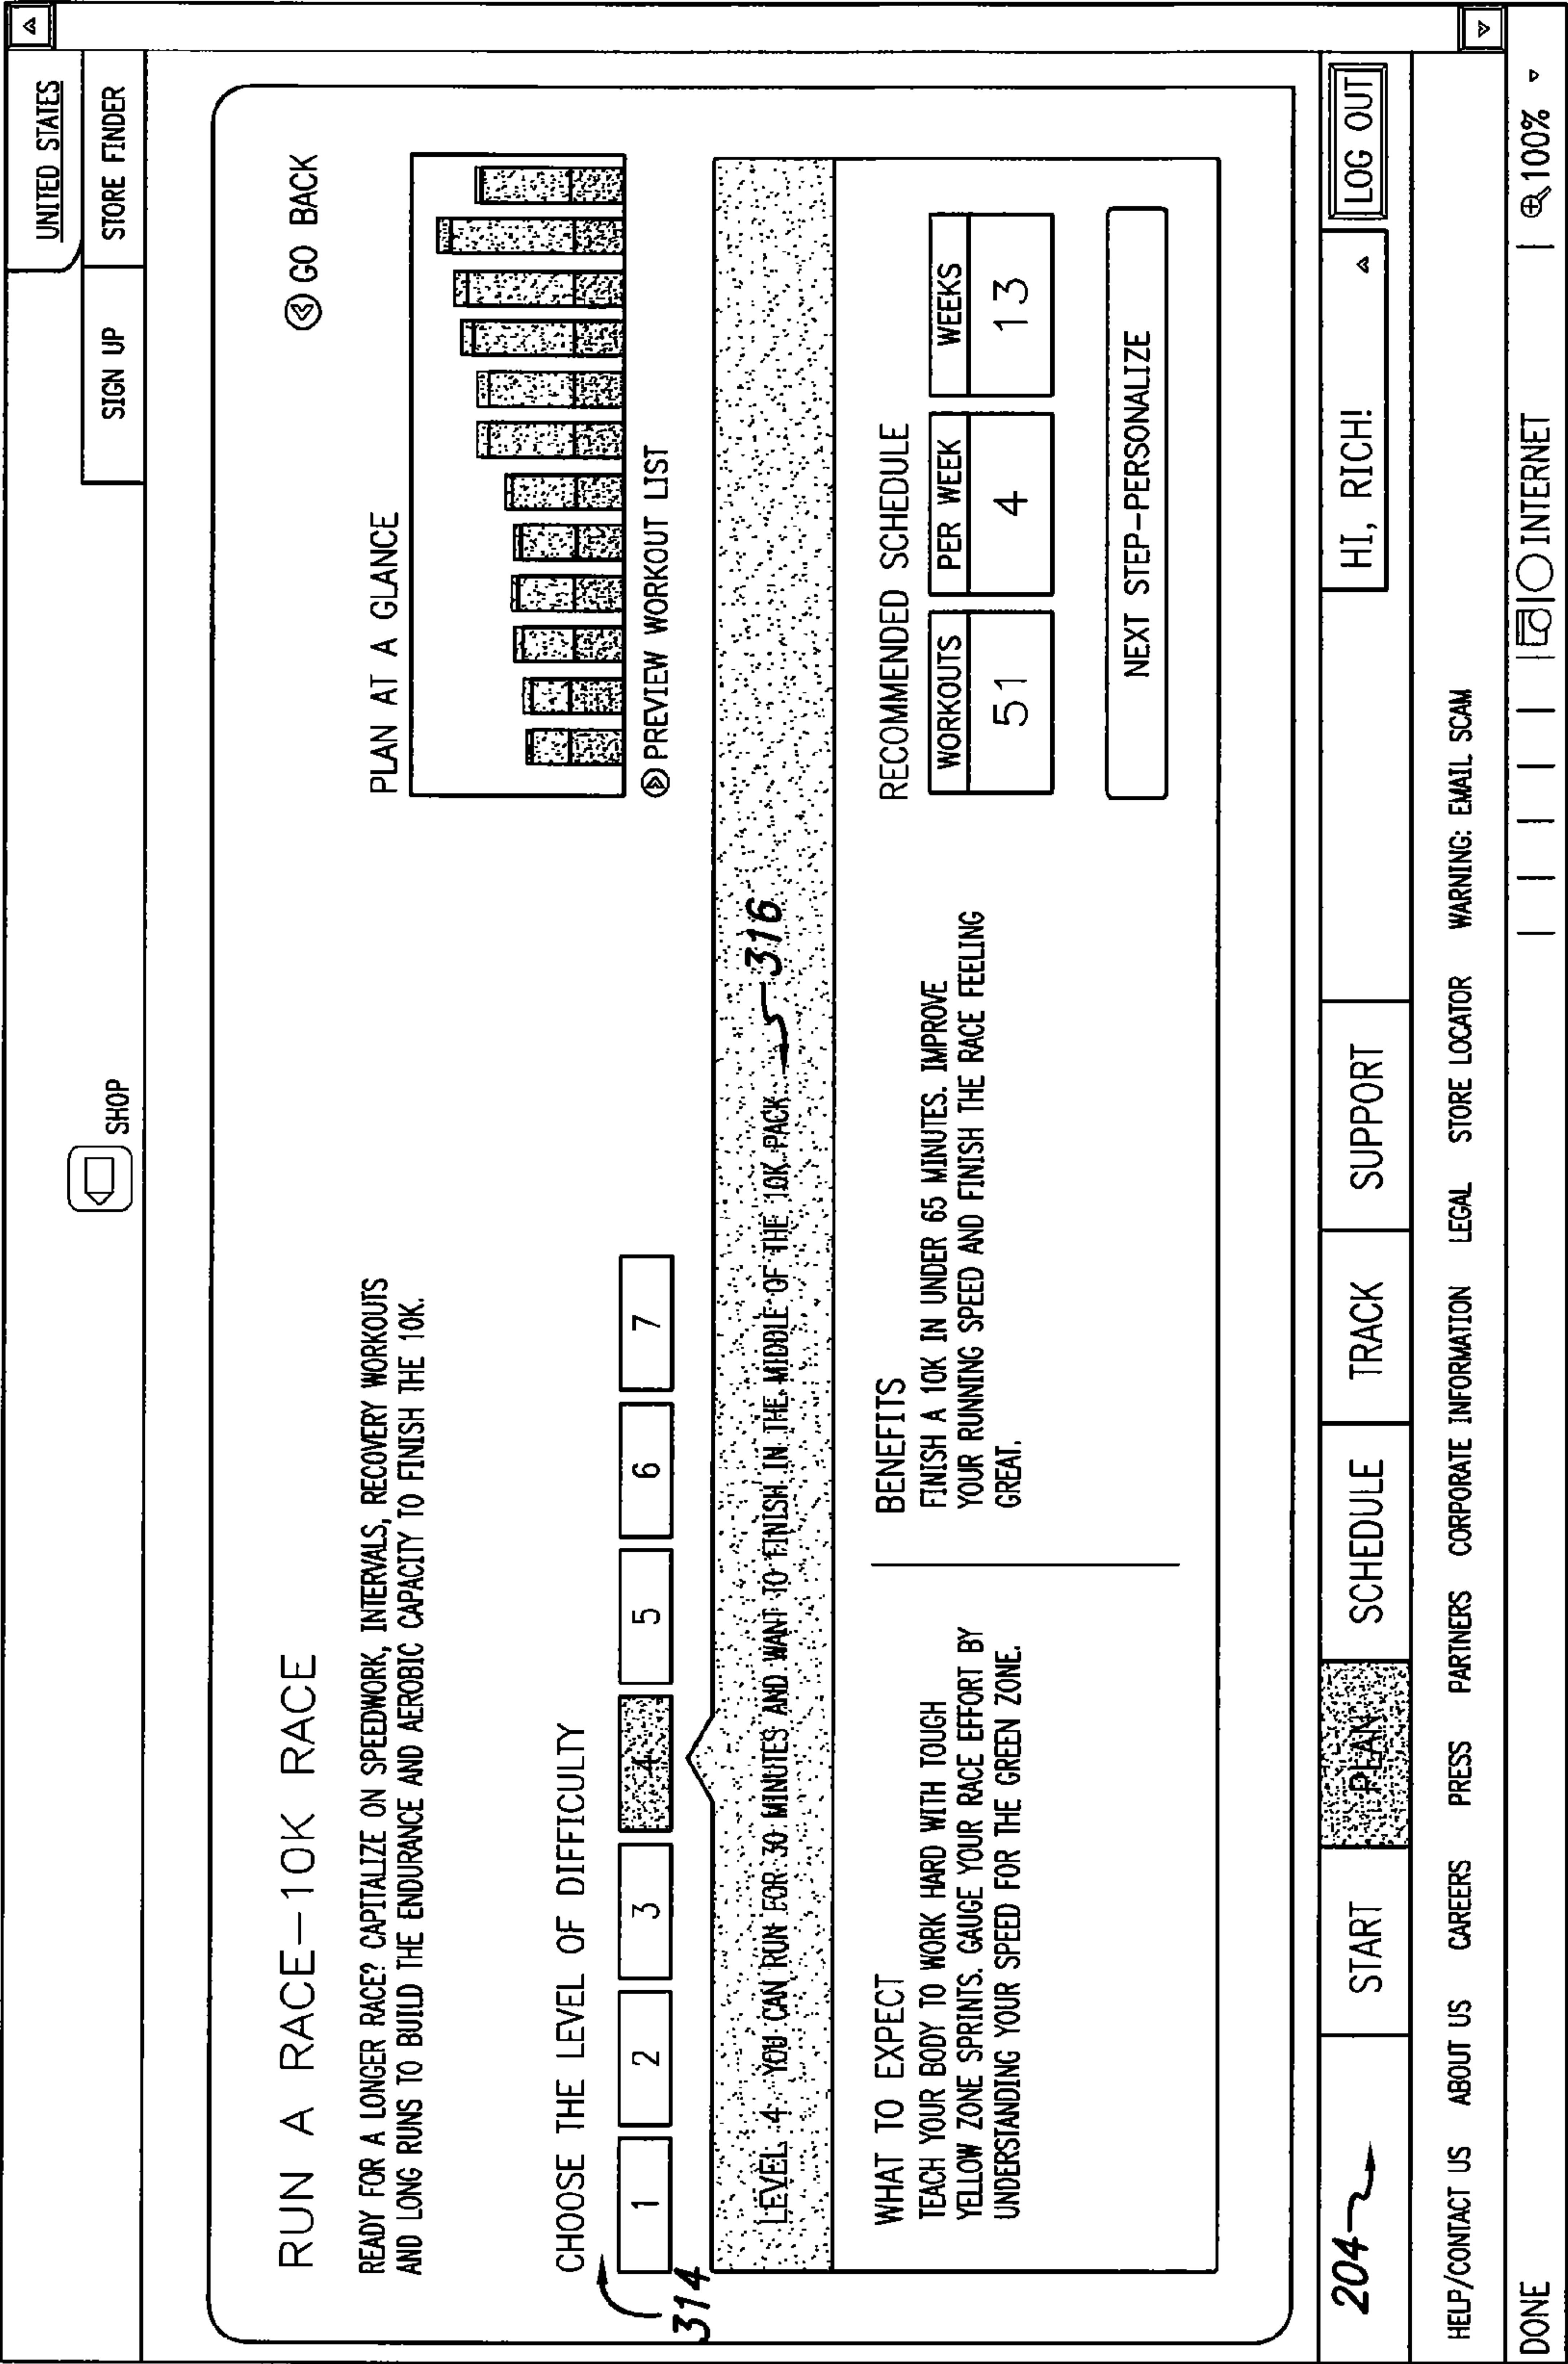 UNITED STATES
SHOP
SIGN UP
STORE FINDER
RUN A RACE–10K RACE
GO BACK
READY FOR A LONGER RACE? CAPITALIZE ON SPEEDWORK, INTERVALS, RECOVERY WORKOUTS
AND LONG RUNS TO BUILD THE ENDURANCE AND AEROBIC CAPACITY TO FINISH THE 10K.
PLAN AT A GLANCE
PREVIEW WORKOUT LIST
CHOOSE THE LEVEL OF DIFFICULTY
1 2 3 4 5 6 7
314
LEVEL 4 YOU CAN RUN FOR 30 MINUTES AND WANT TO FINISH IN THE MIDDLE OF THE 10K PACK.
316
WHAT TO EXPECT
TEACH YOUR BODY TO WORK HARD WITH TOUGH
YELLOW ZONE SPRINTS. GAUGE YOUR RACE EFFORT BY
UNDERSTANDING YOUR SPEED FOR THE GREEN ZONE.
BENEFITS
FINISH A 10K IN UNDER 65 MINUTES. IMPROVE
YOUR RUNNING SPEED AND FINISH THE RACE FEELING
GREAT.
RECOMMENDED SCHEDULE
WORKOUTS PER WEEK WEEKS
51 4 13
NEXT STEP–PERSONALIZE
204
START PLAN SCHEDULE TRACK SUPPORT
HI, RICH!
LOG OUT
HELP/CONTACT US ABOUT US CAREERS PRESS PARTNERS CORPORATE INFORMATION LEGAL STORE LOCATOR WARNING: EMAIL SCAM
DONE
INTERNET
100%